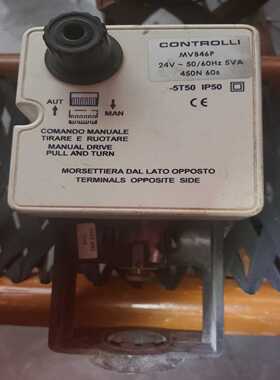 CONTROLLI
MVB46P
24V ~ 50/60Hz 5VA
450N 60s
-5T50 IP50
CE
AUT
MAN
COMANDO MANUALE
TIRARE E RUOTARE
MANUAL DRIVE
PULL AND TURN
MORSETTIERA DAL LATO OPPOSTO
TERMINALS OPPOSITE SIDE